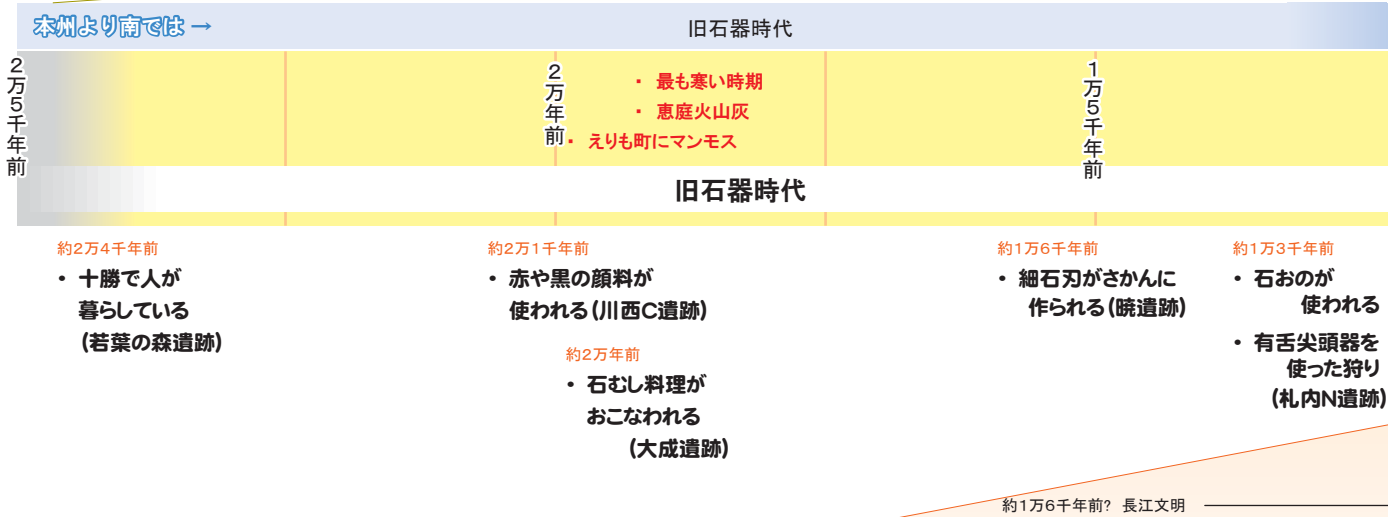 本州より南では →
旧石器時代
2万5千年前
2万年前
1万5千年前
・ 最も寒い時期
・ 恵庭火山灰
・ えりも町にマンモス
旧石器時代
約2万4千年前
・ 十勝で人が
暮らしている
(若葉の森遺跡)
約2万1千年前
・ 赤や黒の顔料が
使われる(川西C遺跡)
約2万年前
・ 石むし料理が
おこなわれる
(大成遺跡)
約1万6千年前
・ 細石刃がさかんに
作られる(暁遺跡)
約1万3千年前
・ 石おのが
使われる
・ 有舌尖頭器を
使った狩り
(札内N遺跡)
約1万6千年前? 長江文明